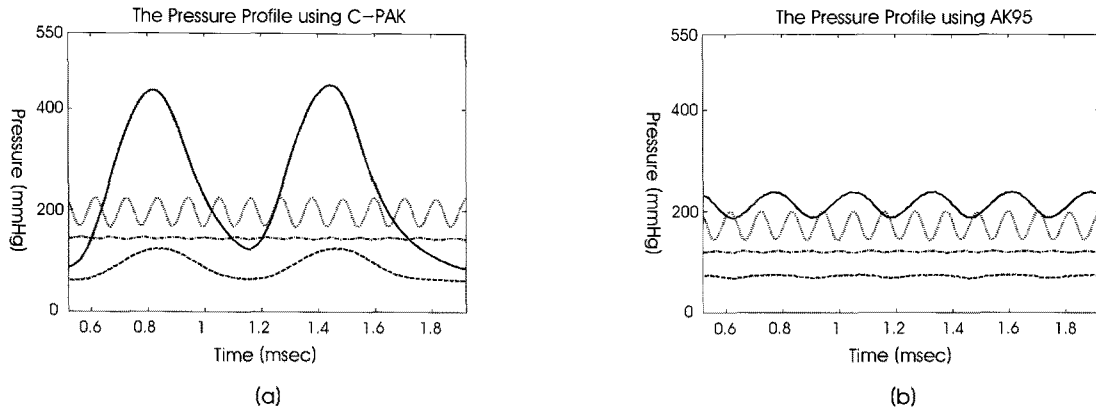 The Pressure Profile using C-PAK
550
400
200
0
Pressure (mmHg)
0.6 0.8 1 1.2 1.4 1.6 1.8
Time (msec)
(a)
The Pressure Profile using AK95
550
400
200
0
Pressure (mmHg)
0.6 0.8 1 1.2 1.4 1.6 1.8
Time (msec)
(b)